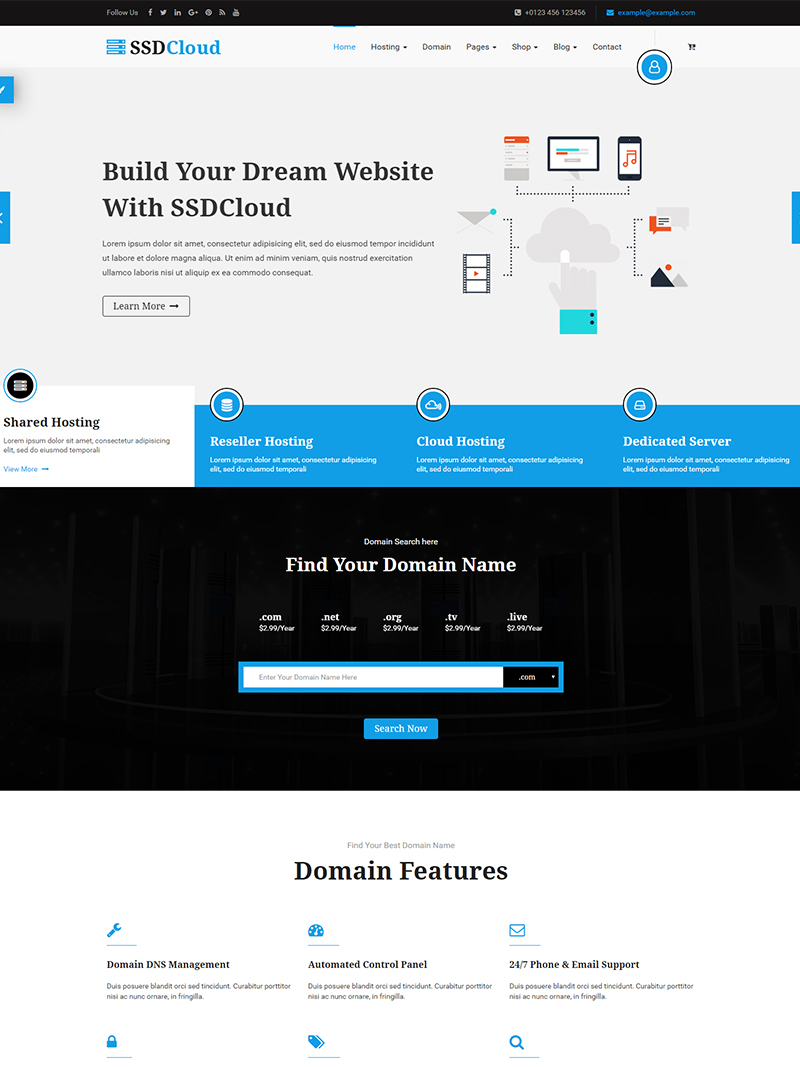 Follow Us
+0123 456 123456
example@example.com
SSDCloud
Home Hosting Domain Pages Shop Blog Contact
Build Your Dream Website
With SSDCloud
Lorem ipsum dolor sit amet, consectetur adipisicing elit, sed do eiusmod tempor incididunt
ut labore et dolore magna aliqua. Ut enim ad minim veniam, quis nostrud exercitation
ullamco laboris nisi ut aliquip ex ea commodo consequat.
Learn More
Shared Hosting
Lorem ipsum dolor sit amet, consectetur adipisicing
elit, sed do eiusmod temporali
View More
Reseller Hosting
Lorem ipsum dolor sit amet, consectetur adipisicing
elit, sed do eiusmod temporali
Cloud Hosting
Lorem ipsum dolor sit amet, consectetur adipisicing
elit, sed do eiusmod temporali
Dedicated Server
Lorem ipsum dolor sit amet, consectetur adipisicing
elit, sed do eiusmod temporali
Domain Search here
Find Your Domain Name
.com .net .org .tv .live
$2.99/Year $2.99/Year $2.99/Year $2.99/Year $2.99/Year
Enter Your Domain Name Here
.com
Search Now
Find Your Best Domain Name
Domain Features
Domain DNS Management
Duis posuere blandit orci sed tincidunt. Curabitur porttitor
nisi ac nunc ornare, in fringilla.
Automated Control Panel
Duis posuere blandit orci sed tincidunt. Curabitur porttitor
nisi ac nunc ornare, in fringilla.
24/7 Phone & Email Support
Duis posuere blandit orci sed tincidunt. Curabitur porttitor
nisi ac nunc ornare, in fringilla.